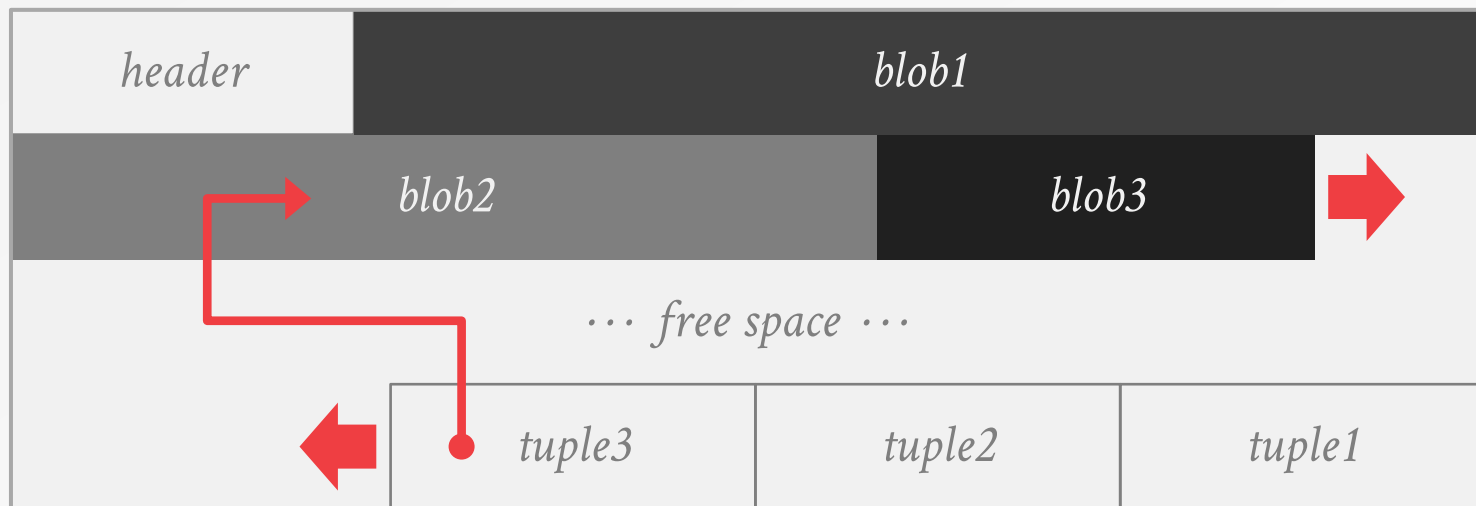 header blob1
blob2 blob3
··· free space ···
tuple3 tuple2 tuple1